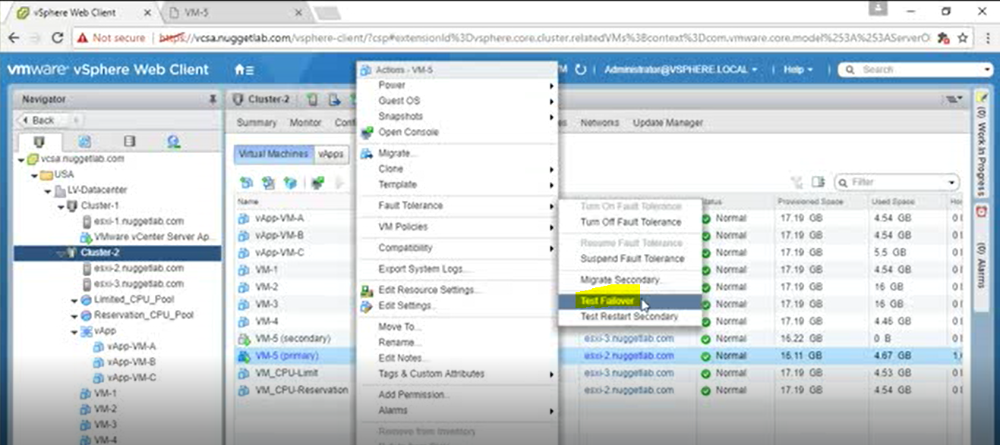 vSphere Web Client
VM-5
Not secure | https://vcsa.nuggetlab.com/vsphere-client/?csp#extensionId%3Dvsphere.core.cluster.relatedVMs%3Bcontext%3Dcom.vmware.core.model%253A%253AServerO
vmware vSphere Web Client
Administrator@VSPHERE.LOCAL
Help
Search
Navigator
Back
vcsa.nuggetlab.com
USA
LV-Datacenter
Cluster-1
esxi-1.nuggetlab.com
VMware vCenter Server Ap...
Cluster-2
esxi-2.nuggetlab.com
esxi-3.nuggetlab.com
Limited_CPU_Pool
Reservation_CPU_Pool
vApp
vApp-VM-A
vApp-VM-B
vApp-VM-C
VM-1
VM-2
VM-3
VM-4
Cluster-2
Summary Monitor Networks Update Manager
Virtual Machines vApps
Filter
Name Provisioned Space Used Space
vApp-VM-A Normal 17.19 GB 4.54 GB
vApp-VM-B Normal 17.19 GB 4.54 GB
vApp-VM-C Normal 17.19 GB 5.5 GB
VM-1 Normal 17.19 GB 4.54 GB
VM-2 Normal 17.19 GB 16 GB
VM-3 Normal 17.19 GB 16 GB
VM-4 Normal 17.19 GB 4.46 GB
VM-5 (secondary) esxi-3.nuggetlab.com Normal 16.22 GB 0 B
VM-5 (primary) esxi-2.nuggetlab.com Normal 16.11 GB 4.67 GB
VM_CPU-Limit esxi-3.nuggetlab.com Normal 17.19 GB 4.53 GB
VM_CPU-Reservation esxi-2.nuggetlab.com Normal 17.19 GB 4.54 GB
Actions - VM-5
Power
Guest OS
Snapshots
Open Console
Migrate...
Clone
Template
Fault Tolerance
VM Policies
Compatibility
Export System Logs...
Edit Resource Settings...
Edit Settings...
Move To...
Rename...
Edit Notes...
Tags & Custom Attributes
Add Permission...
Alarms
Remove from Inventory
Turn On Fault Tolerance
Turn Off Fault Tolerance
Resume Fault Tolerance
Suspend Fault Tolerance
Migrate Secondary...
Test Failover
Test Restart Secondary
(0) Work In Progress
(0) Alarms